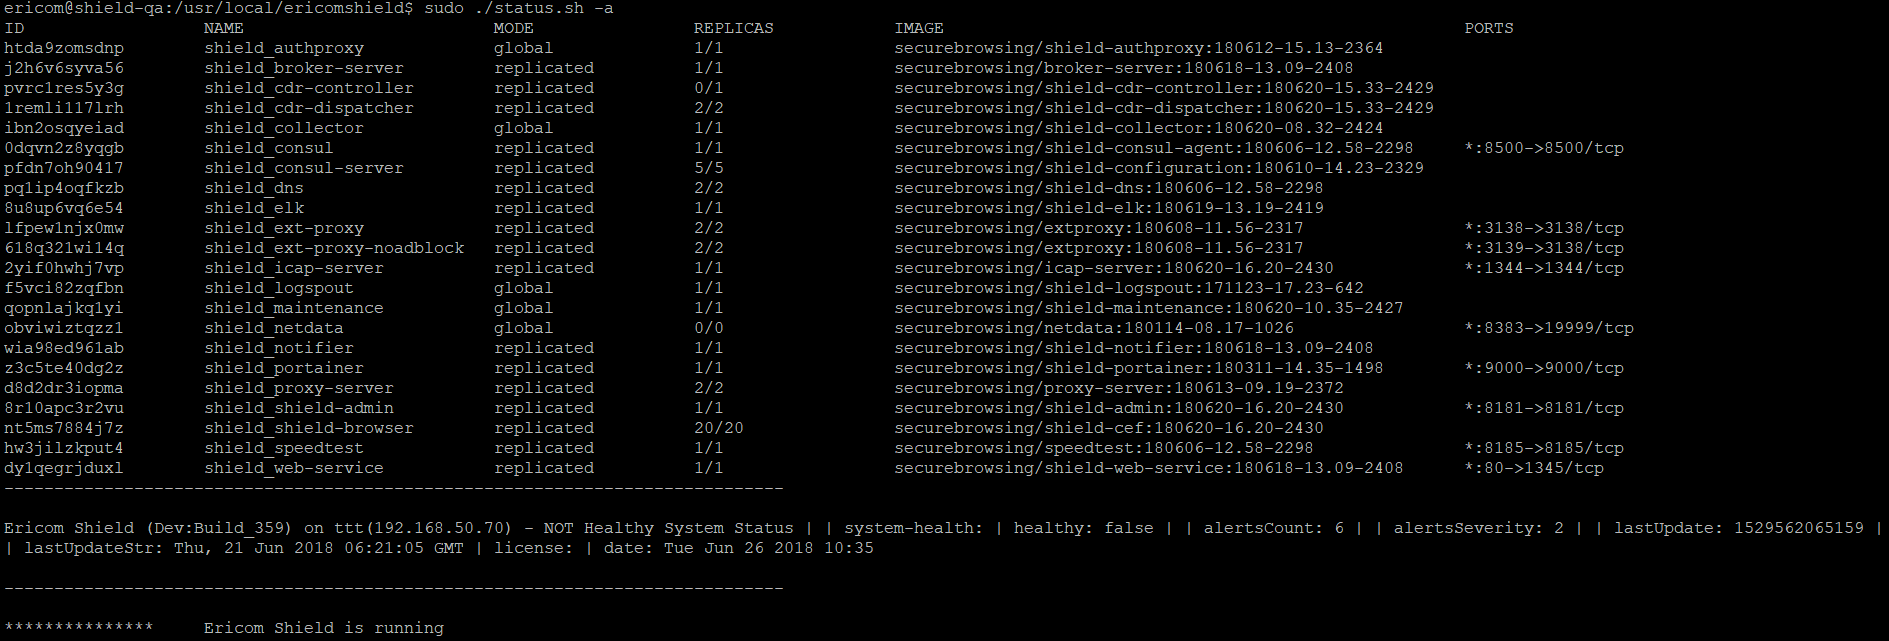 ericom@shield-qa:/usr/local/ericomshield$ sudo ./status.sh -a
ID NAME MODE REPLICAS IMAGE PORTS
htda9zomsdnp shield_authproxy global 1/1 securebrowsing/shield-authproxy:180612-15.13-2364
j2h6v6syva56 shield_broker-server replicated 1/1 securebrowsing/broker-server:180618-13.09-2408
pvrc1res5y3g shield_cdr-controller replicated 0/1 securebrowsing/shield-cdr-controller:180620-15.33-2429
1remli117lrh shield_cdr-dispatcher replicated 2/2 securebrowsing/shield-cdr-dispatcher:180620-15.33-2429
ibn2osqyeiad shield_collector global 1/1 securebrowsing/shield-collector:180620-08.32-2424
0dqvn2z8yqgb shield_consul replicated 1/1 securebrowsing/shield-consul-agent:180606-12.58-2298 *:8500->8500/tcp
pfdn7oh90417 shield_consul-server replicated 5/5 securebrowsing/shield-configuration:180610-14.23-2329
pq1ip4oqfkzb shield_dns replicated 2/2 securebrowsing/shield-dns:180606-12.58-2298
8u8up6vq6e54 shield_elk replicated 1/1 securebrowsing/shield-elk:180619-13.19-2419
lfpew1njx0mw shield_ext-proxy replicated 2/2 securebrowsing/extproxy:180608-11.56-2317 *:3138->3138/tcp
618q321wi14q shield_ext-proxy-noadblock replicated 2/2 securebrowsing/extproxy:180608-11.56-2317 *:3139->3138/tcp
2yif0hwhj7vp shield_icap-server replicated 1/1 securebrowsing/icap-server:180620-16.20-2430 *:1344->1344/tcp
f5vci82zqfbn shield_logspout global 1/1 securebrowsing/shield-logspout:171123-17.23-642
qopnlajkq1yi shield_maintenance global 1/1 securebrowsing/shield-maintenance:180620-10.35-2427
obviwiztqzz1 shield_netdata global 0/0 securebrowsing/netdata:180114-08.17-1026 *:8383->19999/tcp
wia98ed961ab shield_notifier replicated 1/1 securebrowsing/shield-notifier:180618-13.09-2408
z3c5te40dg2z shield_portainer replicated 1/1 securebrowsing/shield-portainer:180311-14.35-1498 *:9000->9000/tcp
d8d2dr3iopma shield_proxy-server replicated 2/2 securebrowsing/proxy-server:180613-09.19-2372
8r10apc3r2vu shield_shield-admin replicated 1/1 securebrowsing/shield-admin:180620-16.20-2430 *:8181->8181/tcp
nt5ms7884j7z shield_shield-browser replicated 20/20 securebrowsing/shield-cef:180620-16.20-2430
hw3jilzkput4 shield_speedtest replicated 1/1 securebrowsing/speedtest:180606-12.58-2298 *:8185->8185/tcp
dy1qegrjduxl shield_web-service replicated 1/1 securebrowsing/shield-web-service:180618-13.09-2408 *:80->1345/tcp
------------------------------------------------------------------------------
Ericom Shield (Dev:Build_359) on ttt(192.168.50.70) - NOT Healthy System Status | | system-health: | healthy: false | | alertsCount: 6 | | alertsSeverity: 2 | | lastUpdate: 1529562065159 |
| lastUpdateStr: Thu, 21 Jun 2018 06:21:05 GMT | license: | date: Tue Jun 26 2018 10:35
------------------------------------------------------------------------------
*************** Ericom Shield is running